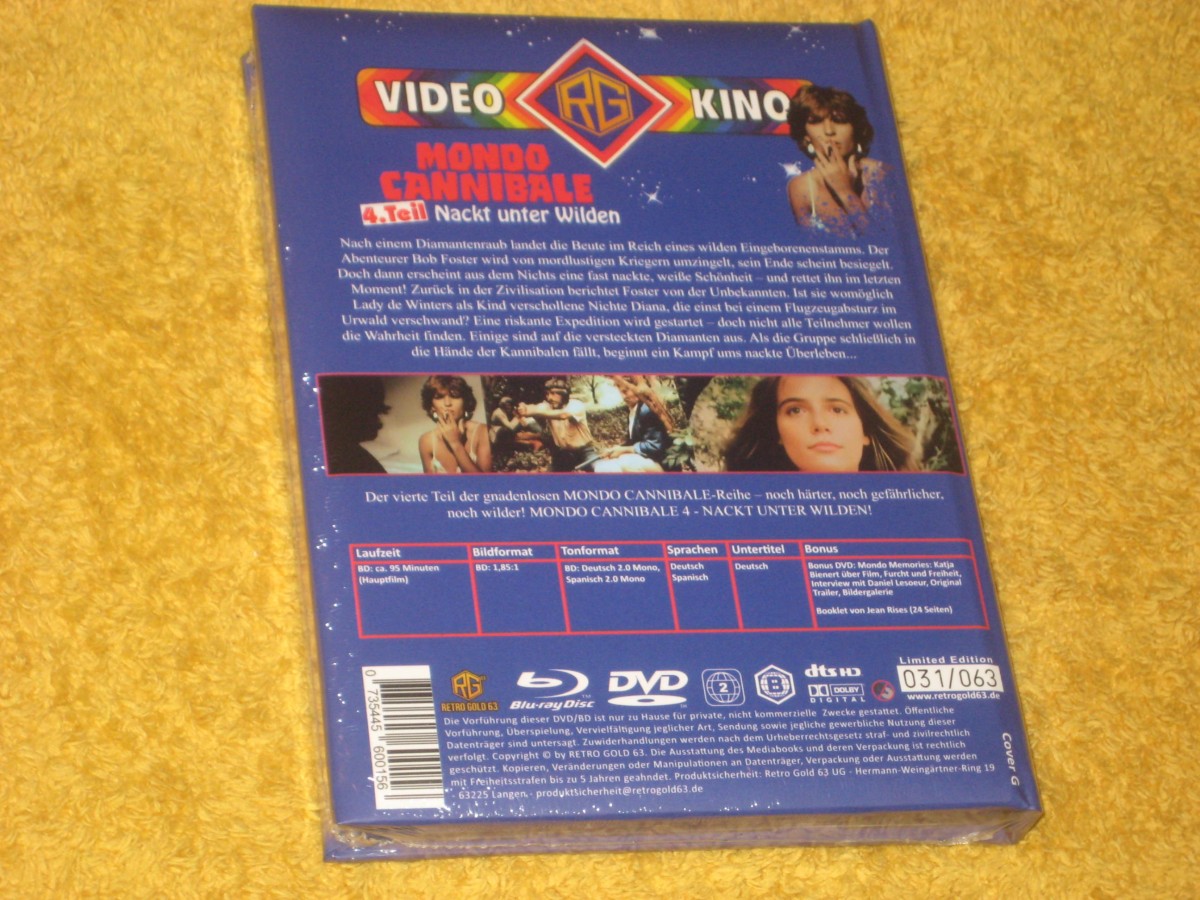 VIDEO RG KINO
MONDO
CANNIBALE
4.Teil Nackt unter Wilden
Nach einem Diamantenraub landet die Beute im Reich eines wilden Eingeborenenstamms. Der
Abenteurer Bob Foster wird von mordlustigen Kriegern umzingelt, sein Ende scheint besiegelt.
Doch dann erscheint aus dem Nichts eine fast nackte, weiße Schönheit – und rettet ihn im letzten
Moment! Zurück in der Zivilisation berichtet Foster von der Unbekannten. Ist sie womöglich
Lady de Winters als Kind verschollene Nichte Diana, die einst bei einem Flugzeugabsturz im
Urwald verschwand? Eine riskante Expedition wird gestartet – doch nicht alle Teilnehmer wollen
die Wahrheit finden. Einige sind auf die versteckten Diamanten aus. Als die Gruppe schließlich in
die Hände der Kannibalen fällt, beginnt ein Kampf ums nackte Überleben...
Der vierte Teil der gnadenlosen MONDO CANNIBALE-Reihe – noch härter, noch gefährlicher,
noch wilder! MONDO CANNIBALE 4 - NACKT UNTER WILDEN!
Laufzeit Bildformat Tonformat Sprachen Untertitel Bonus
BD: ca. 95 Minuten
(Hauptfilm)
BD: 1,85:1
BD: Deutsch 2.0 Mono,
Spanisch 2.0 Mono
Deutsch
Spanisch
Deutsch
Bonus DVD: Mondo Memories: Katja
Bienert über Film, Furcht und Freiheit,
Interview mit Daniel Lesoeur, Original
Trailer, Bildergalerie
Booklet von Jean Rises (24 Seiten)
0 735445 600156
RG
RETRO GOLD 63
Blu-ray Disc
DVD
2
dts HD
DOLBY
DIGITAL
Limited Edition
031/063
www.retrogold63.de
Die Vorführung dieser DVD/BD ist nur zu Hause für private, nicht kommerzielle Zwecke gestattet. Öffentliche
Vorführung, Überspielung, Vervielfältigung jeglicher Art, Sendung sowie jegliche gewerbliche Nutzung dieser
Datenträger sind untersagt. Zuwiderhandlungen werden nach dem Urheberrechtsgesetz straf- und zivilrechtlich
verfolgt. Copyright © by RETRO GOLD 63. Die Ausstattung des Mediabooks und deren Verpackung ist rechtlich
geschützt. Kopieren, Veränderungen oder Manipulationen an Datenträger, Verpackung oder Ausstattung werden
mit Freiheitsstrafen bis zu 5 Jahren geahndet. Produktsicherheit: Retro Gold 63 UG - Hermann-Weingärtner-Ring 19
- 63225 Langen - produktsicherheit@retrogold63.de
Cover G